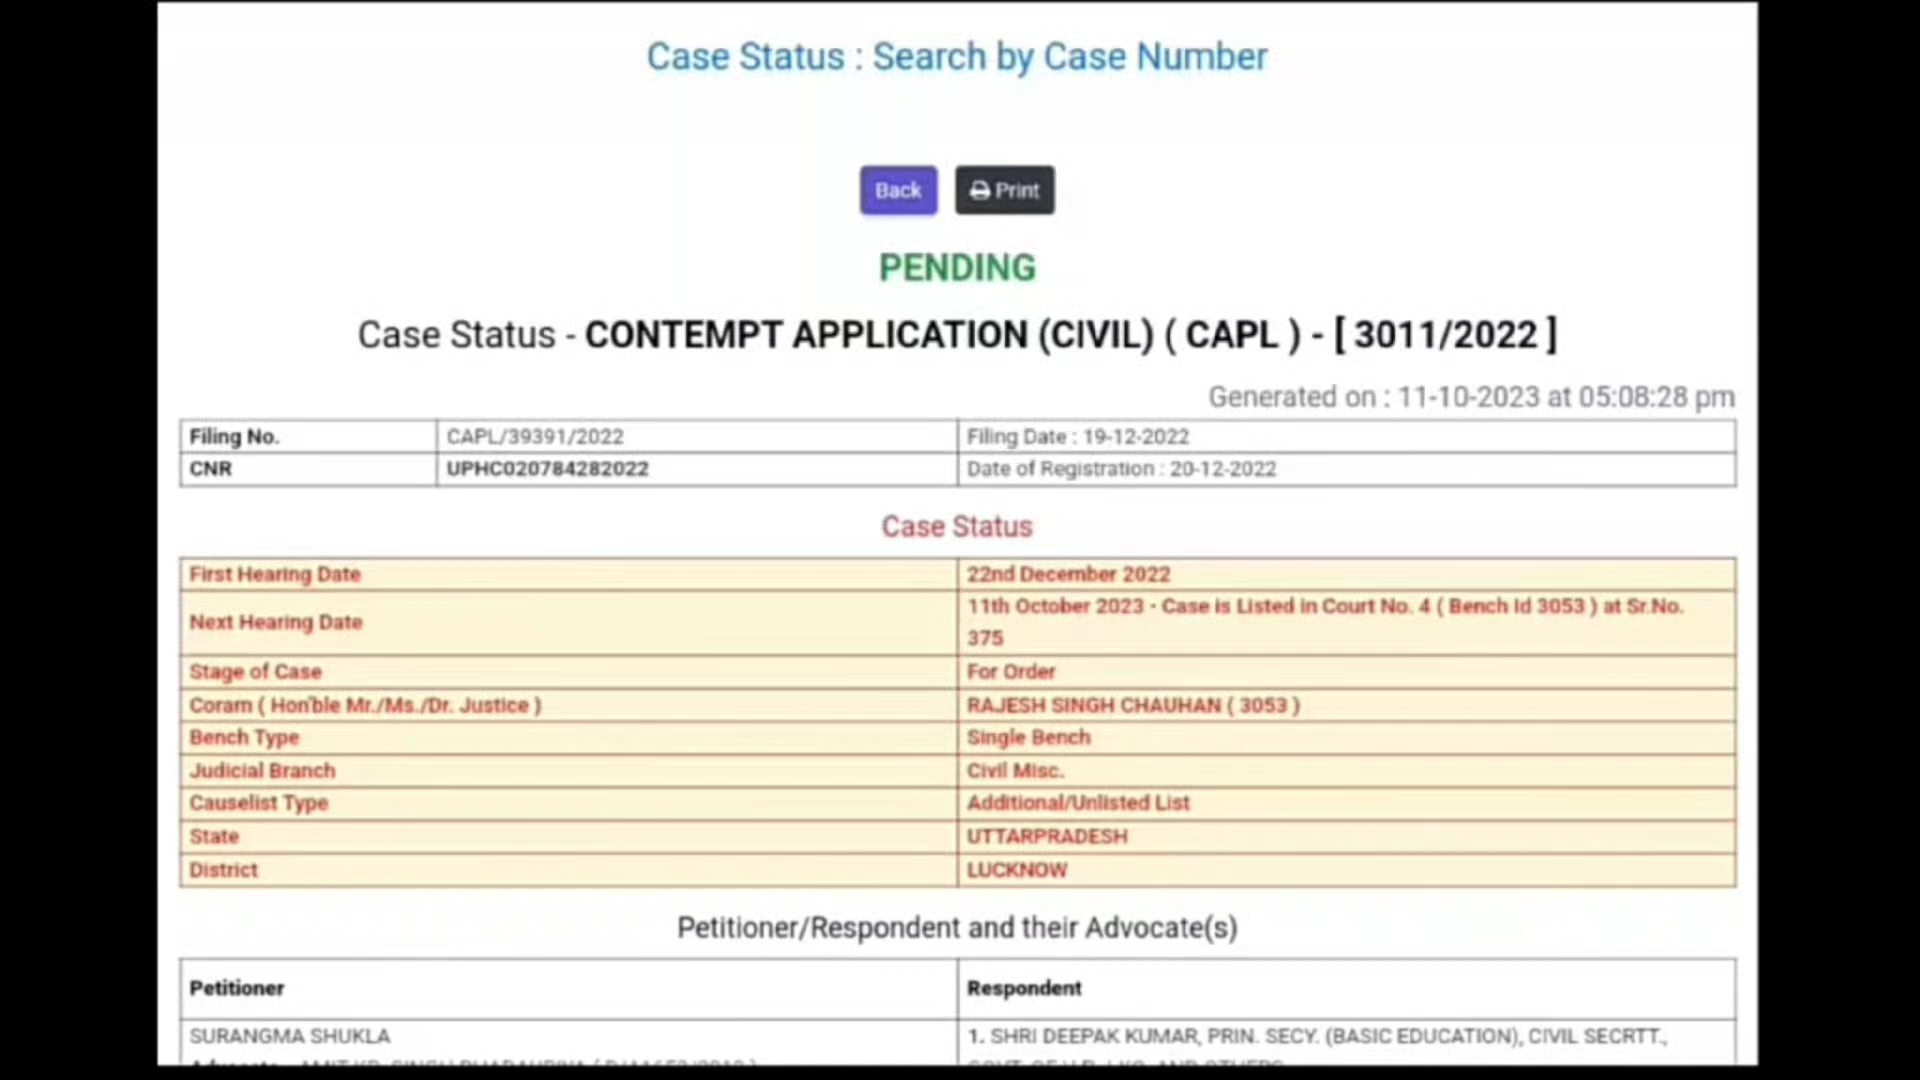 Case Status : Search by Case Number
Back Print
PENDING
Case Status - CONTEMPT APPLICATION (CIVIL) ( CAPL ) - [ 3011/2022 ]
Generated on : 11-10-2023 at 05:08:28 pm
Filing No. CAPL/39391/2022 Filing Date : 19-12-2022
CNR UPHC020784282022 Date of Registration : 20-12-2022
Case Status
First Hearing Date 22nd December 2022
Next Hearing Date 11th October 2023 - Case is Listed in Court No. 4 ( Bench Id 3053 ) at Sr.No.
375
Stage of Case For Order
Coram ( Hon'ble Mr./Ms./Dr. Justice ) RAJESH SINGH CHAUHAN ( 3053 )
Bench Type Single Bench
Judicial Branch Civil Misc.
Causelist Type Additional/Unlisted List
State UTTARPRADESH
District LUCKNOW
Petitioner/Respondent and their Advocate(s)
Petitioner Respondent
SURANGMA SHUKLA 1. SHRI DEEPAK KUMAR, PRIN. SECY. (BASIC EDUCATION), CIVIL SECRTT.,